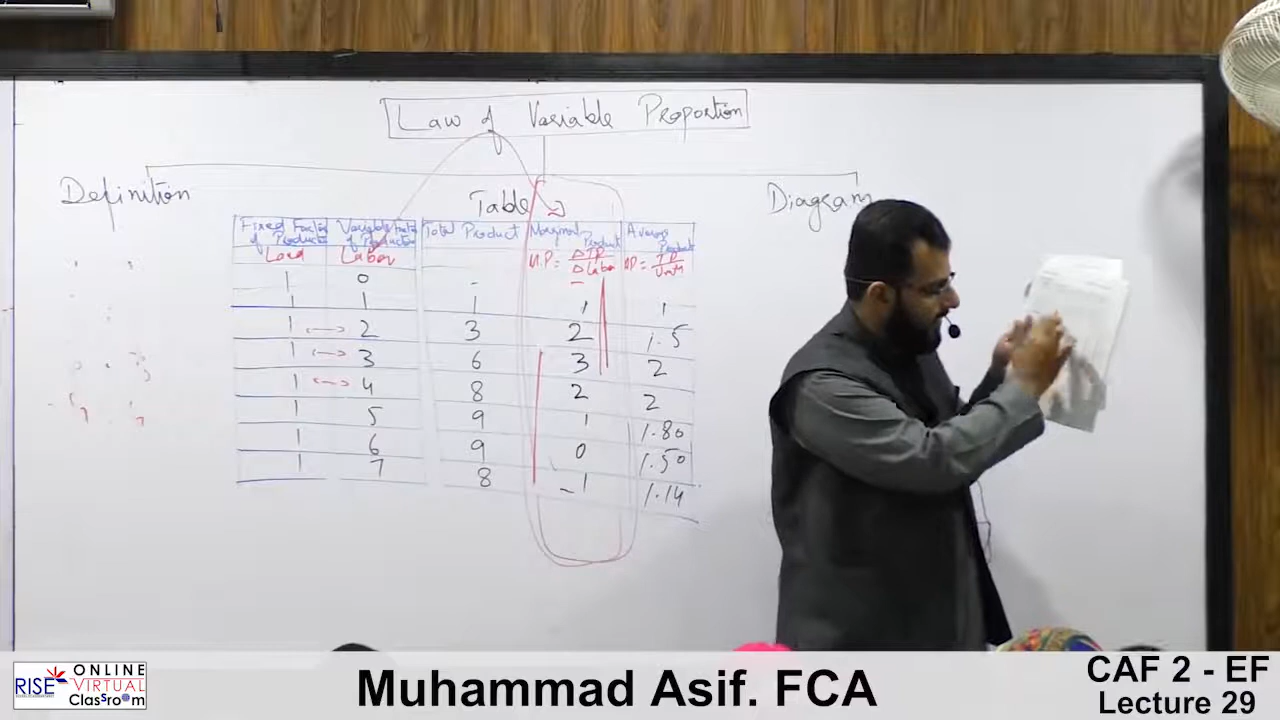 Law of Variable Proportion
Definition
Table
Diagram
Fixed Factor of Production Variable Factor of Production Total Product Marginal Product Average Product
Land Labor M.P = ΔTP / ΔLabor AP = TP / Units
1 0 - -
1 1 1 1 1
1 ↔ 2 3 2 1.5
1 ↔ 3 6 3 2
1 ↔ 4 8 2 2
1 5 9 1 1.80
1 6 9 0 1.50
1 7 8 -1 1.14
RISE ONLINE VIRTUAL Classroom
Muhammad Asif. FCA
CAF 2 - EF
Lecture 29